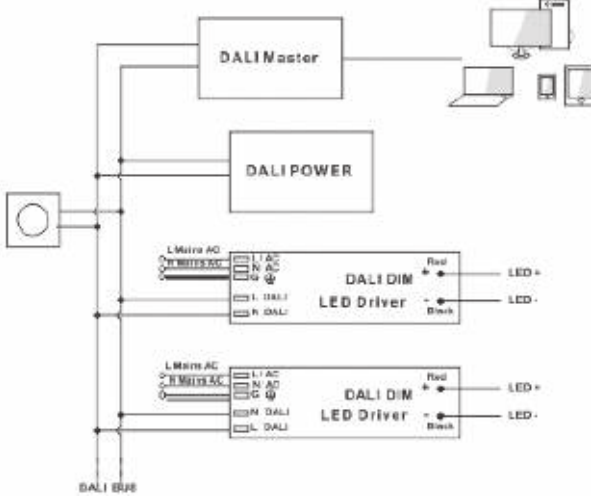 DALI Master
DALI POWER
L Mains AC
N Mains AC
L / AC
N / AC
G
L / DALI
N / DALI
DALI DIM
LED Driver
Red
+
-
Black
LED +
LED -
L Mains AC
N Mains AC
L / AC
N / AC
G
N / DALI
L / DALI
DALI DIM
LED Driver
Red
+
-
Black
LED +
LED -
DALI BUS